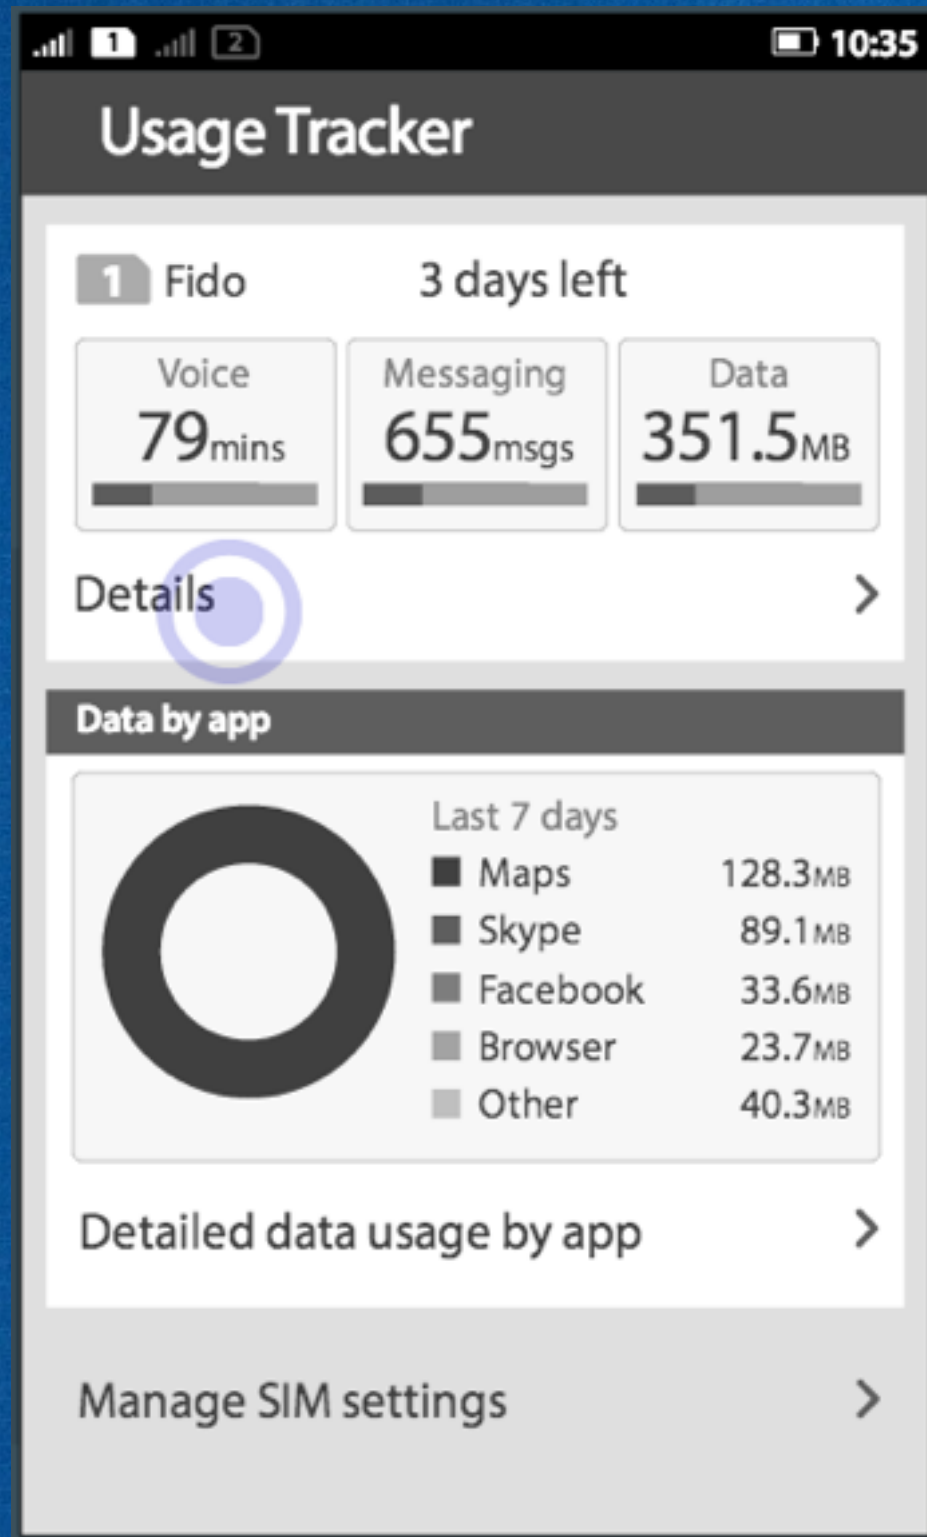 1 2 10:35
Usage Tracker
1 Fido 3 days left
Voice Messaging Data
79mins 655msgs 351.5MB
Details
Data by app
Last 7 days
Maps 128.3MB
Skype 89.1MB
Facebook 33.6MB
Browser 23.7MB
Other 40.3MB
Detailed data usage by app
Manage SIM settings